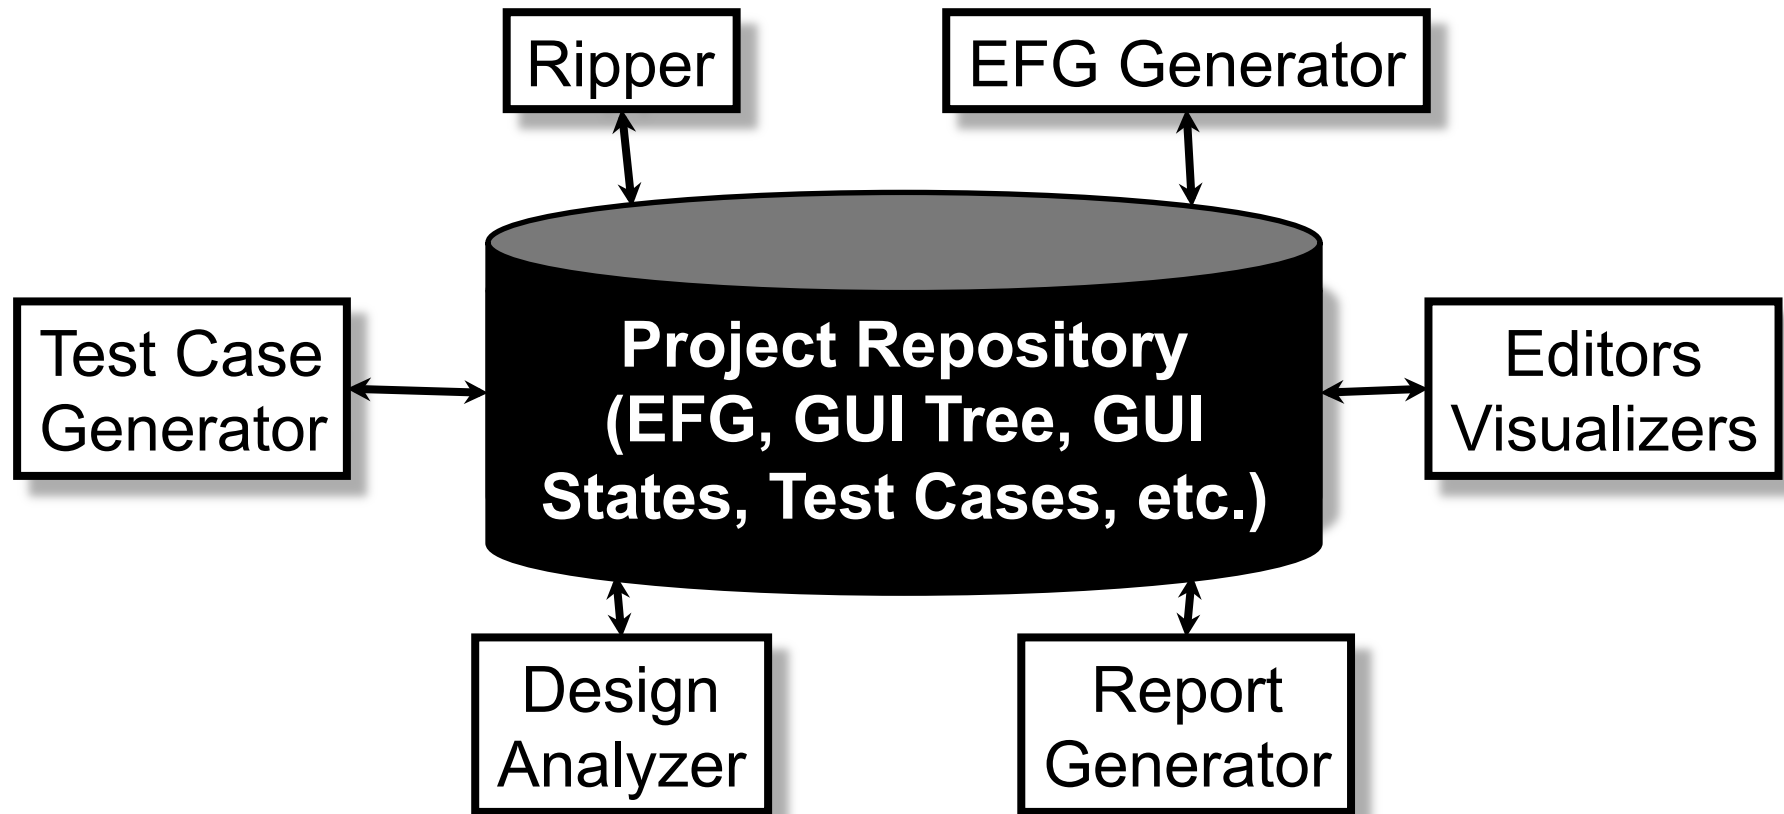 Ripper
EFG Generator
Test Case
Generator
Project Repository
(EFG, GUI Tree, GUI
States, Test Cases, etc.)
Editors
Visualizers
Design
Analyzer
Report
Generator